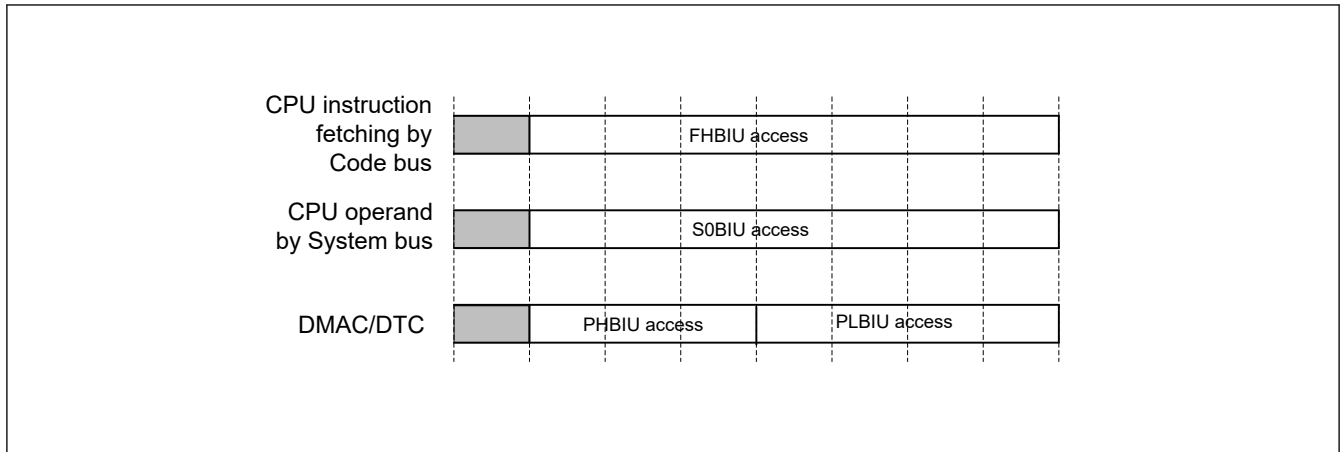 CPU instruction
fetching by
Code bus
FHBIU access
CPU operand
by System bus
S0BIU access
DMAC/DTC
PHBIU access
PLBIU access